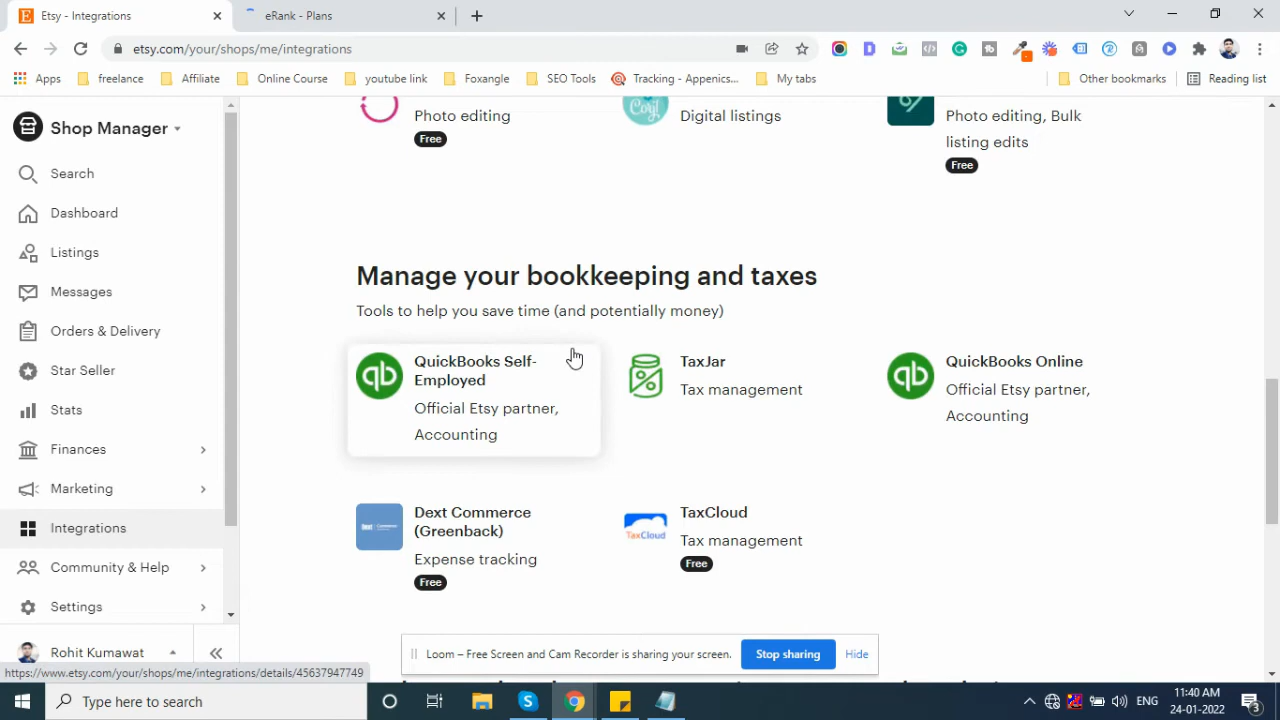 Etsy - Integrations
eRank - Plans
etsy.com/your/shops/me/integrations
Apps
freelance
Affiliate
Online Course
youtube link
Foxangle
SEO Tools
Tracking - Appenics...
My tabs
Other bookmarks
Reading list
Shop Manager
Search
Dashboard
Listings
Messages
Orders & Delivery
Star Seller
Stats
Finances
Marketing
Integrations
Community & Help
Settings
Rohit Kumawat
Photo editing
Free
Digital listings
Photo editing, Bulk
listing edits
Free
Manage your bookkeeping and taxes
Tools to help you save time (and potentially money)
qb
QuickBooks Self-
Employed
Official Etsy partner,
Accounting
TaxJar
Tax management
qb
QuickBooks Online
Official Etsy partner,
Accounting
Dext Commerce
(Greenback)
Expense tracking
Free
TaxCloud
TaxCloud
Tax management
Free
Loom – Free Screen and Cam Recorder is sharing your screen.
Stop sharing
Hide
https://www.etsy.com/your/shops/me/integrations/details/45637947749
Type here to search
ENG
11:40 AM
24-01-2022
3